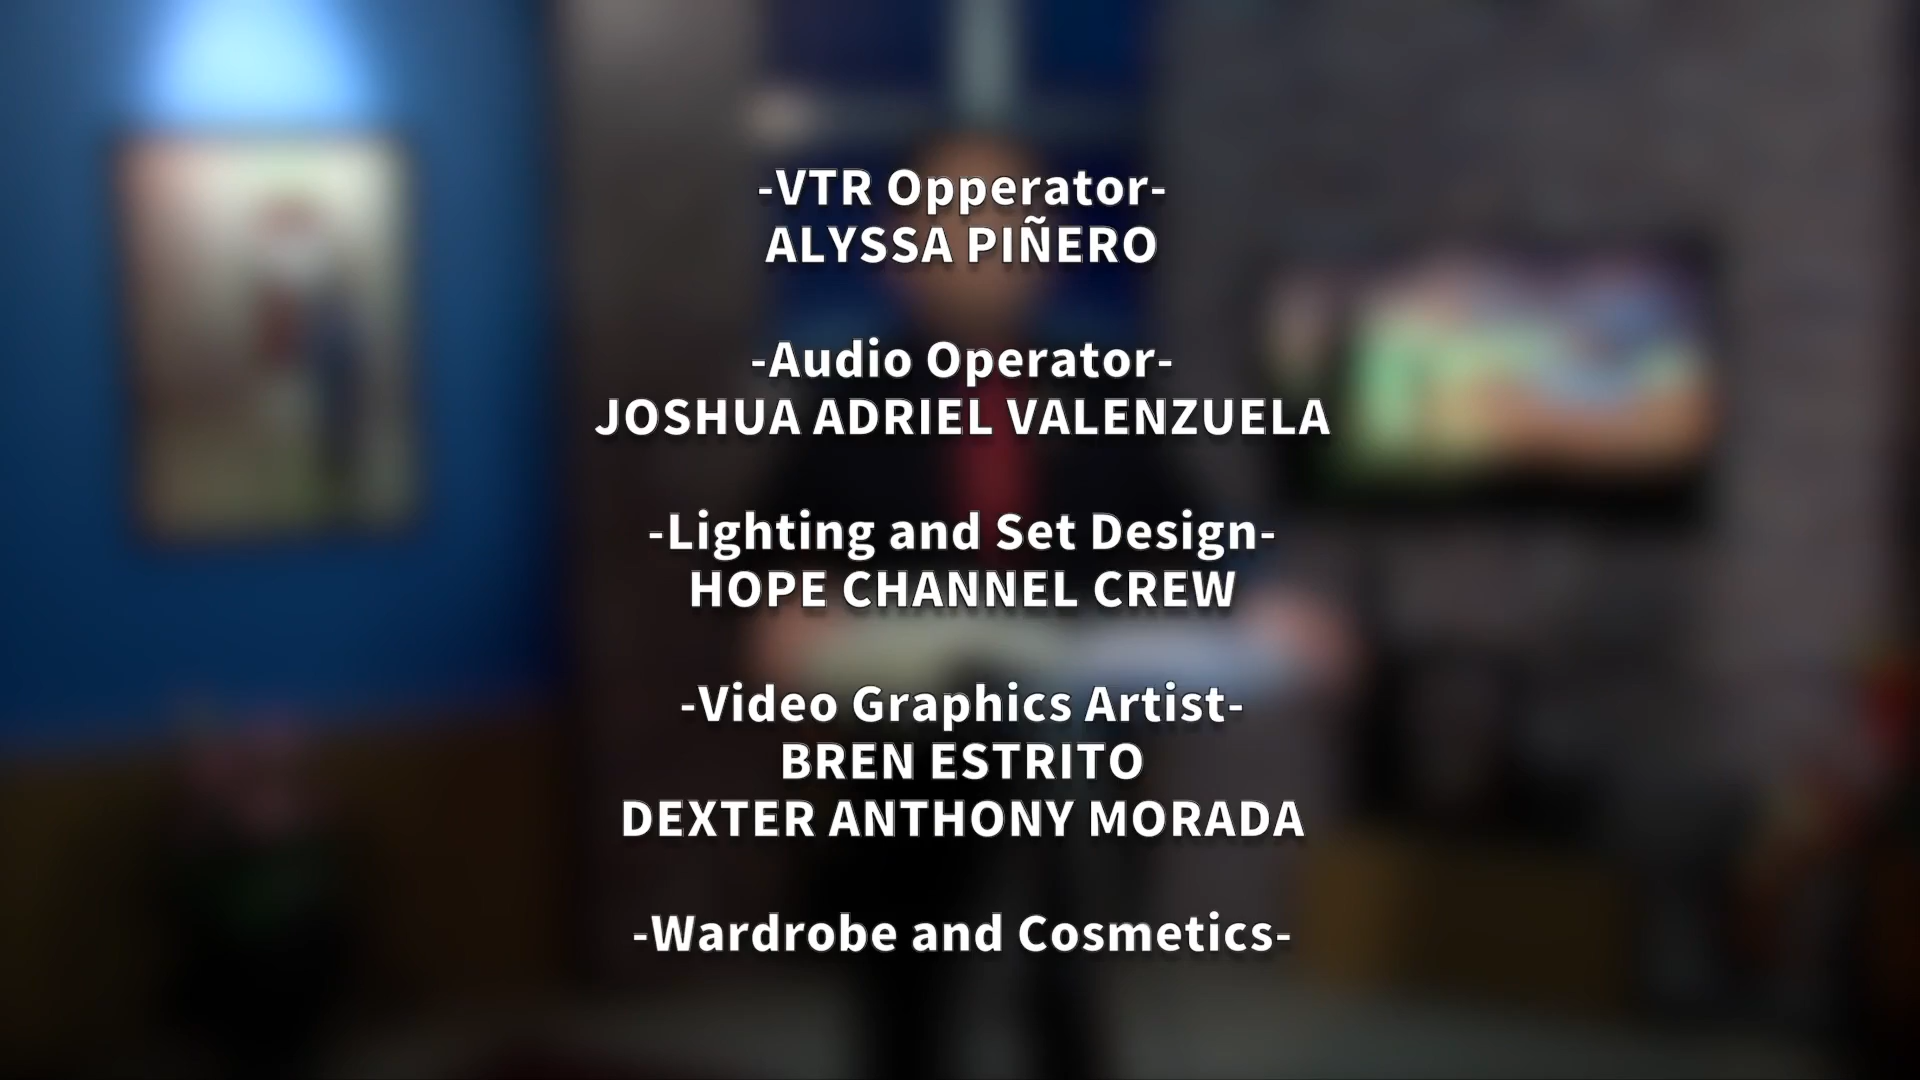 -VTR Opperator-
ALYSSA PIÑERO
-Audio Operator-
JOSHUA ADRIEL VALENZUELA
-Lighting and Set Design-
HOPE CHANNEL CREW
-Video Graphics Artist-
BREN ESTRITO
DEXTER ANTHONY MORADA
-Wardrobe and Cosmetics-